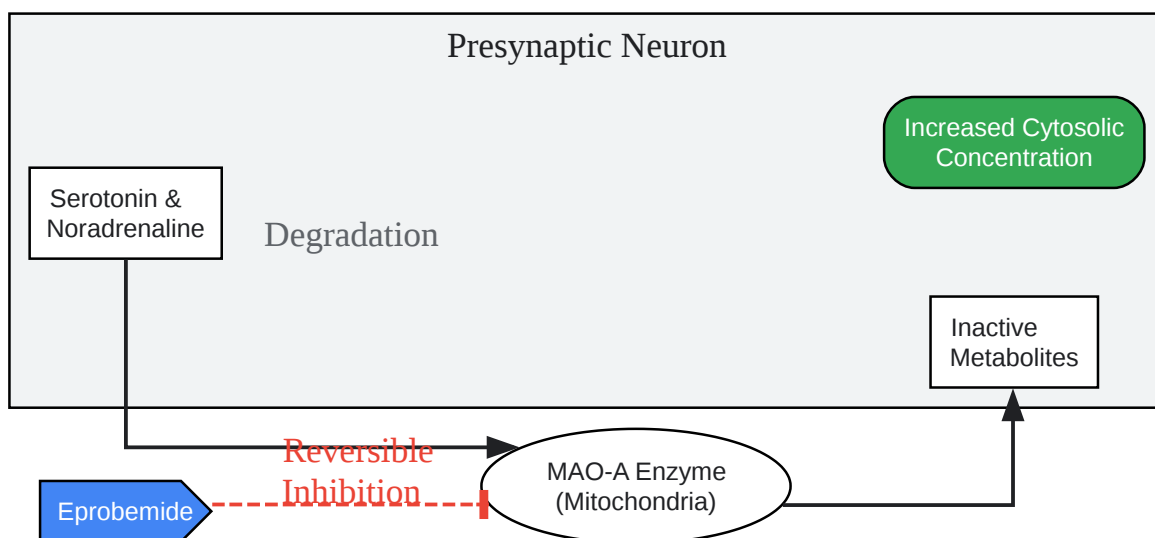 Presynaptic Neuron
Increased Cytosolic
Concentration
Serotonin &
Noradrenaline
Degradation
Inactive
Metabolites
Reversible
Inhibition
MAO-A Enzyme
(Mitochondria)
Eprobemide